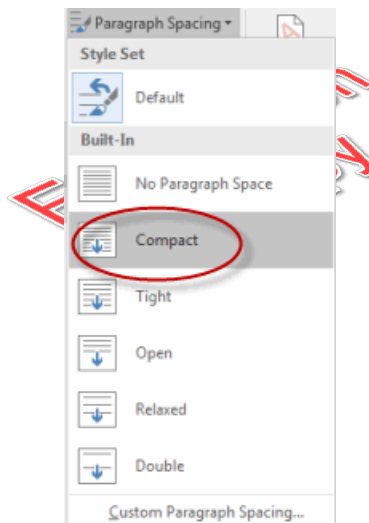 Paragraph Spacing
Style Set
Default
Built-In
No Paragraph Space
Compact
Tight
Open
Relaxed
Double
Custom Paragraph Spacing...